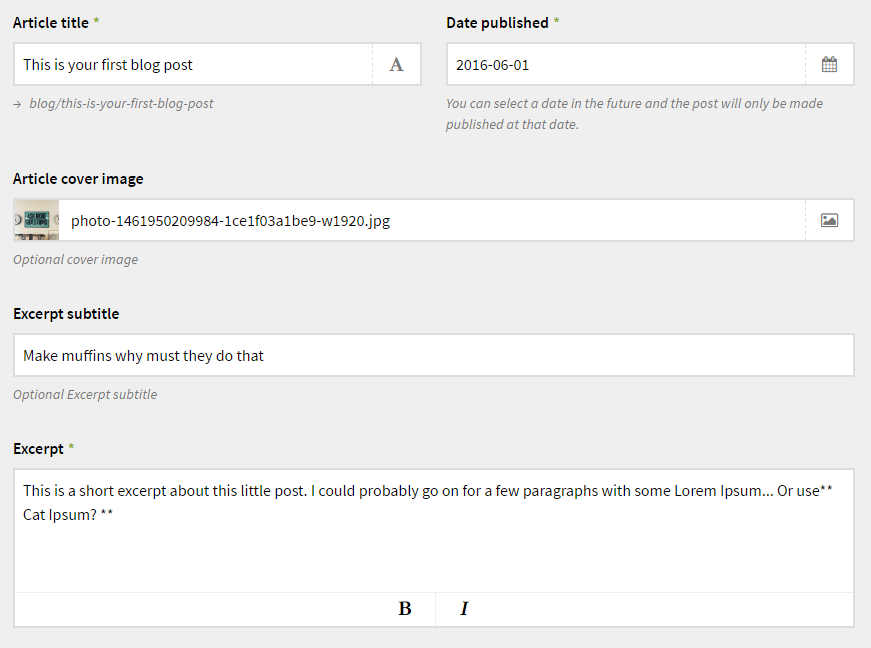 Article title *
Date published *
This is your first blog post
A
2016-06-01
→ blog/this-is-your-first-blog-post
You can select a date in the future and the post will only be made
published at that date.
Article cover image
photo-1461950209984-1ce1f03a1be9-w1920.jpg
Optional cover image
Excerpt subtitle
Make muffins why must they do that
Optional Excerpt subtitle
Excerpt *
This is a short excerpt about this little post. I could probably go on for a few paragraphs with some Lorem Ipsum... Or use**
Cat Ipsum? **
B
I